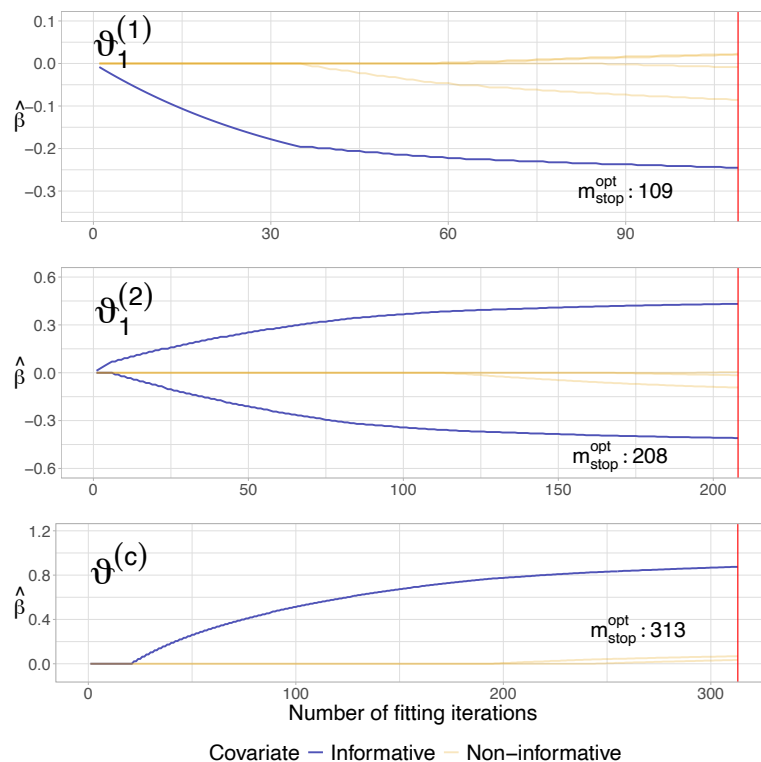 0.1
ϑ₁⁽¹⁾
0.0
−0.1
β̂
−0.2
−0.3
m_stop^opt : 109
0 30 60 90
0.6
ϑ₁⁽²⁾
0.3
0.0
β̂
−0.3
−0.6
m_stop^opt : 208
0 50 100 150 200
1.2
ϑ⁽ᶜ⁾
0.8
β̂
0.4
m_stop^opt : 313
0.0
0 100 200 300
Number of fitting iterations
Covariate Informative Non−informative